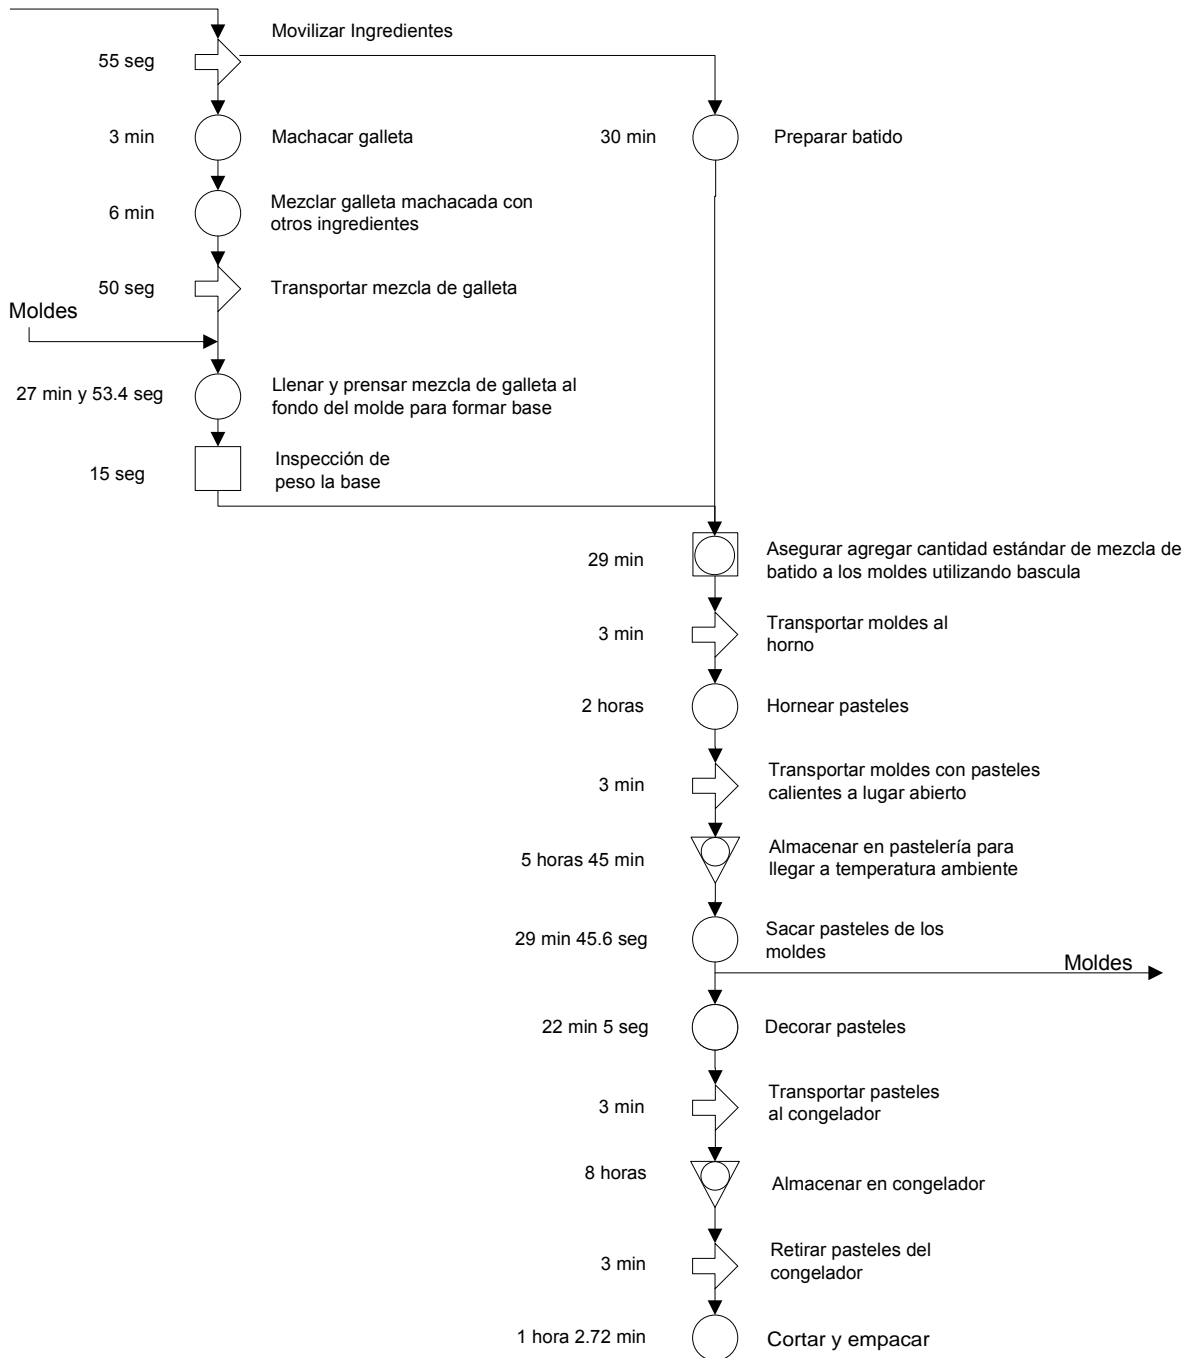 Movilizar Ingredientes
55 seg
3 min
Machacar galleta
30 min
Preparar batido
6 min
Mezclar galleta machacada con
otros ingredientes
50 seg
Transportar mezcla de galleta
Moldes
27 min y 53.4 seg
Llenar y prensar mezcla de galleta al
fondo del molde para formar base
15 seg
Inspección de
peso la base
29 min
Asegurar agregar cantidad estándar de mezcla de
batido a los moldes utilizando bascula
3 min
Transportar moldes al
horno
2 horas
Hornear pasteles
3 min
Transportar moldes con pasteles
calientes a lugar abierto
5 horas 45 min
Almacenar en pastelería para
llegar a temperatura ambiente
29 min 45.6 seg
Sacar pasteles de los
moldes
Moldes
22 min 5 seg
Decorar pasteles
3 min
Transportar pasteles
al congelador
8 horas
Almacenar en congelador
3 min
Retirar pasteles del
congelador
1 hora 2.72 min
Cortar y empacar